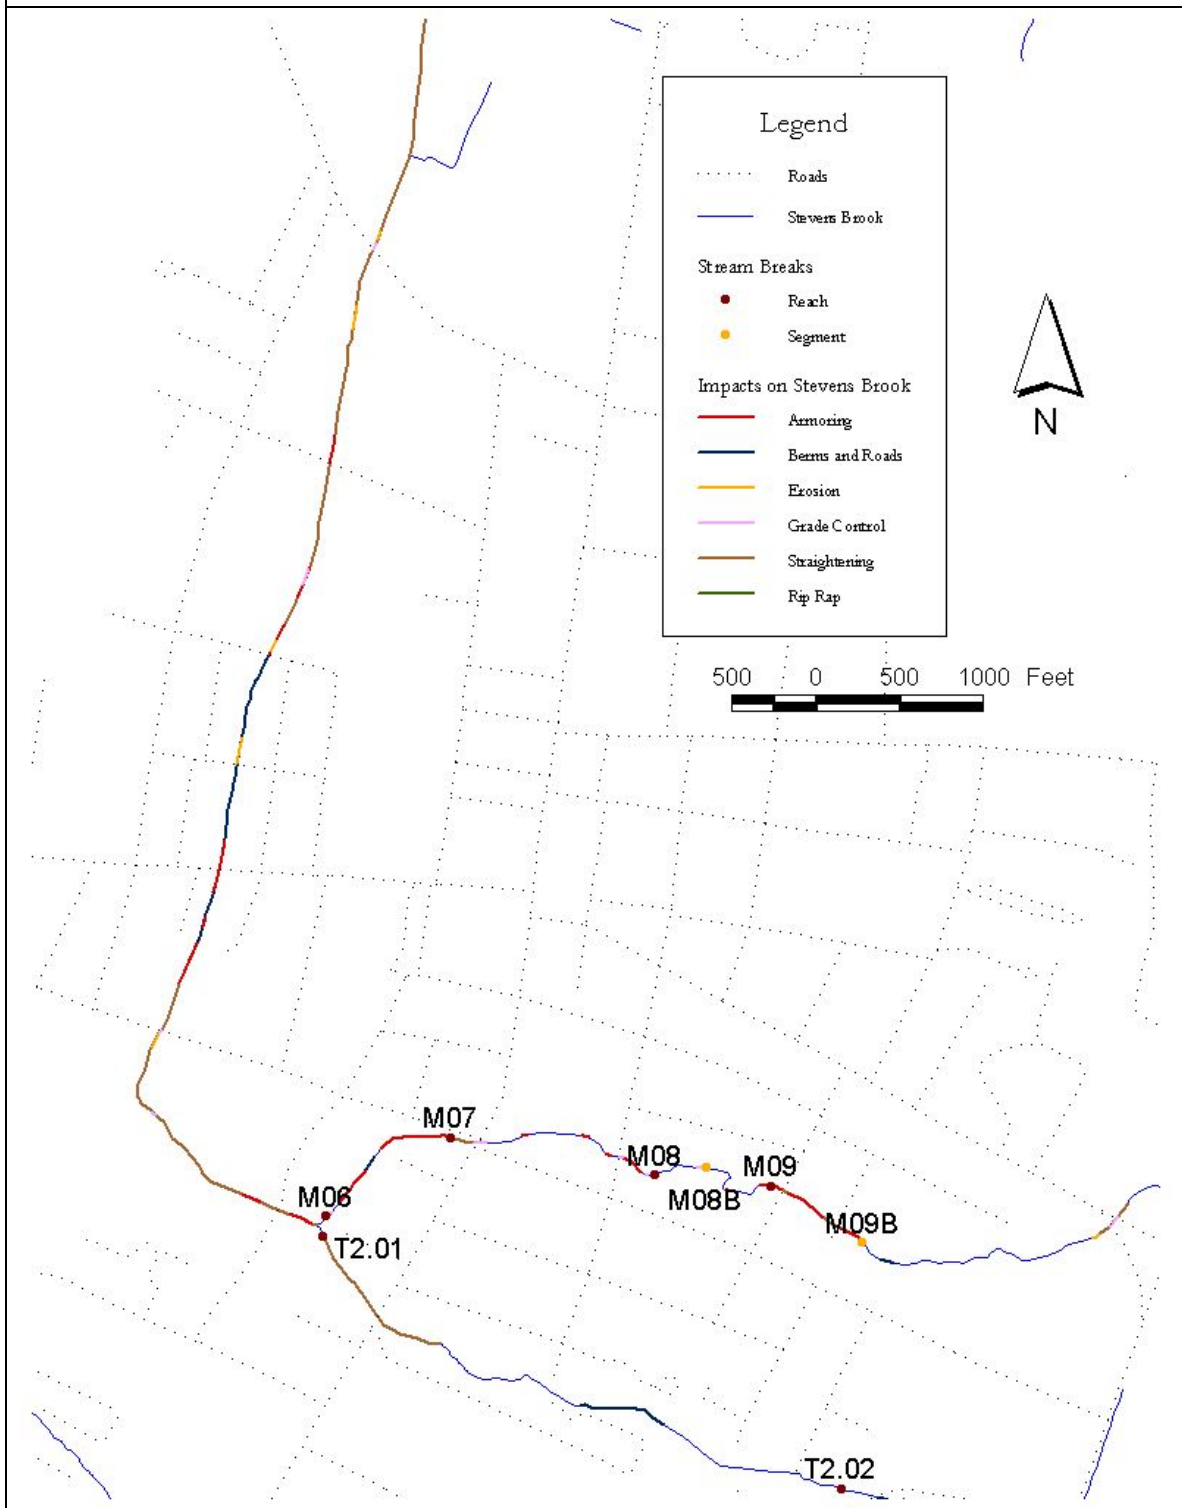 Legend
Roads
Stevens Brook
Stream Breaks
Reach
Segment
Impacts on Stevens Brook
Armoring
Berms and Roads
Erosion
Grade Control
Straightening
Rip Rap
N
500 0 500 1000 Feet
M07
M08
M09
M08B
M06
M09B
T2.01
T2.02